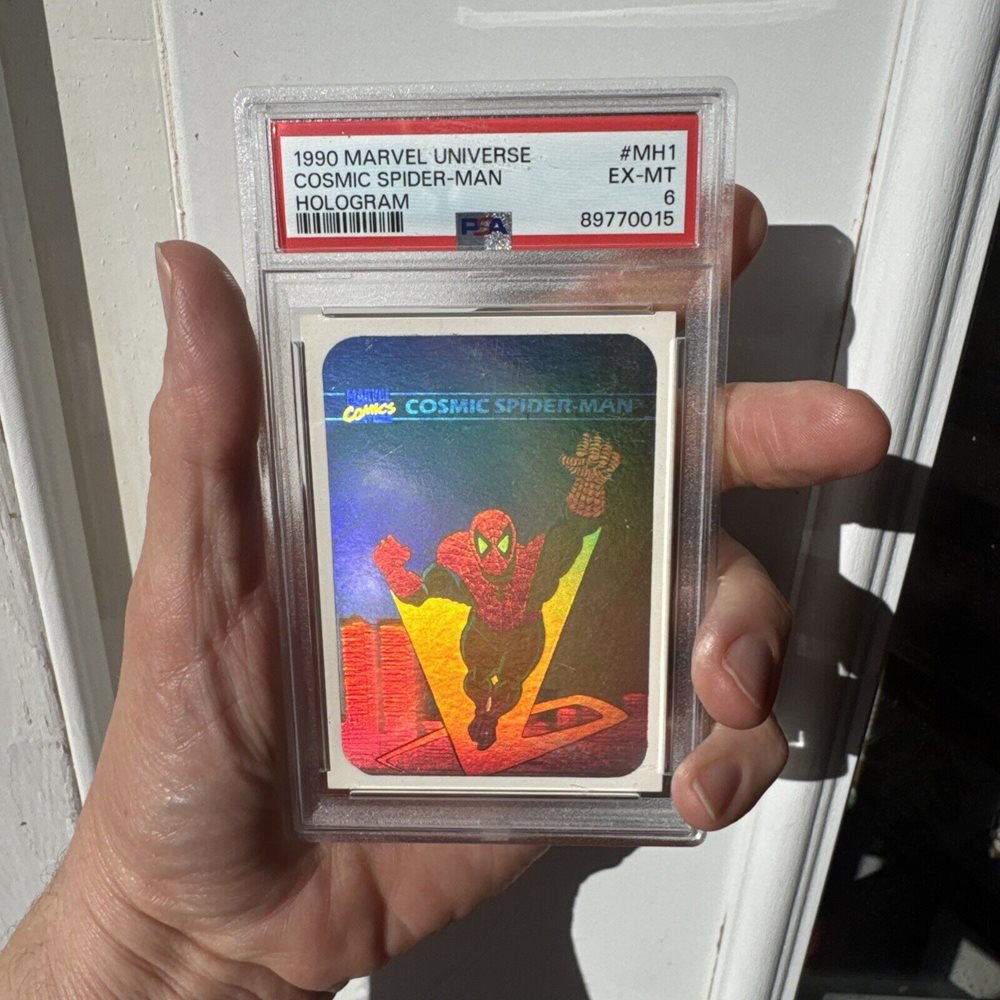 1990 MARVEL UNIVERSE #MH1
COSMIC SPIDER-MAN EX-MT
HOLOGRAM 6
PSA 89770015
MARVEL
COMICS COSMIC SPIDER-MAN